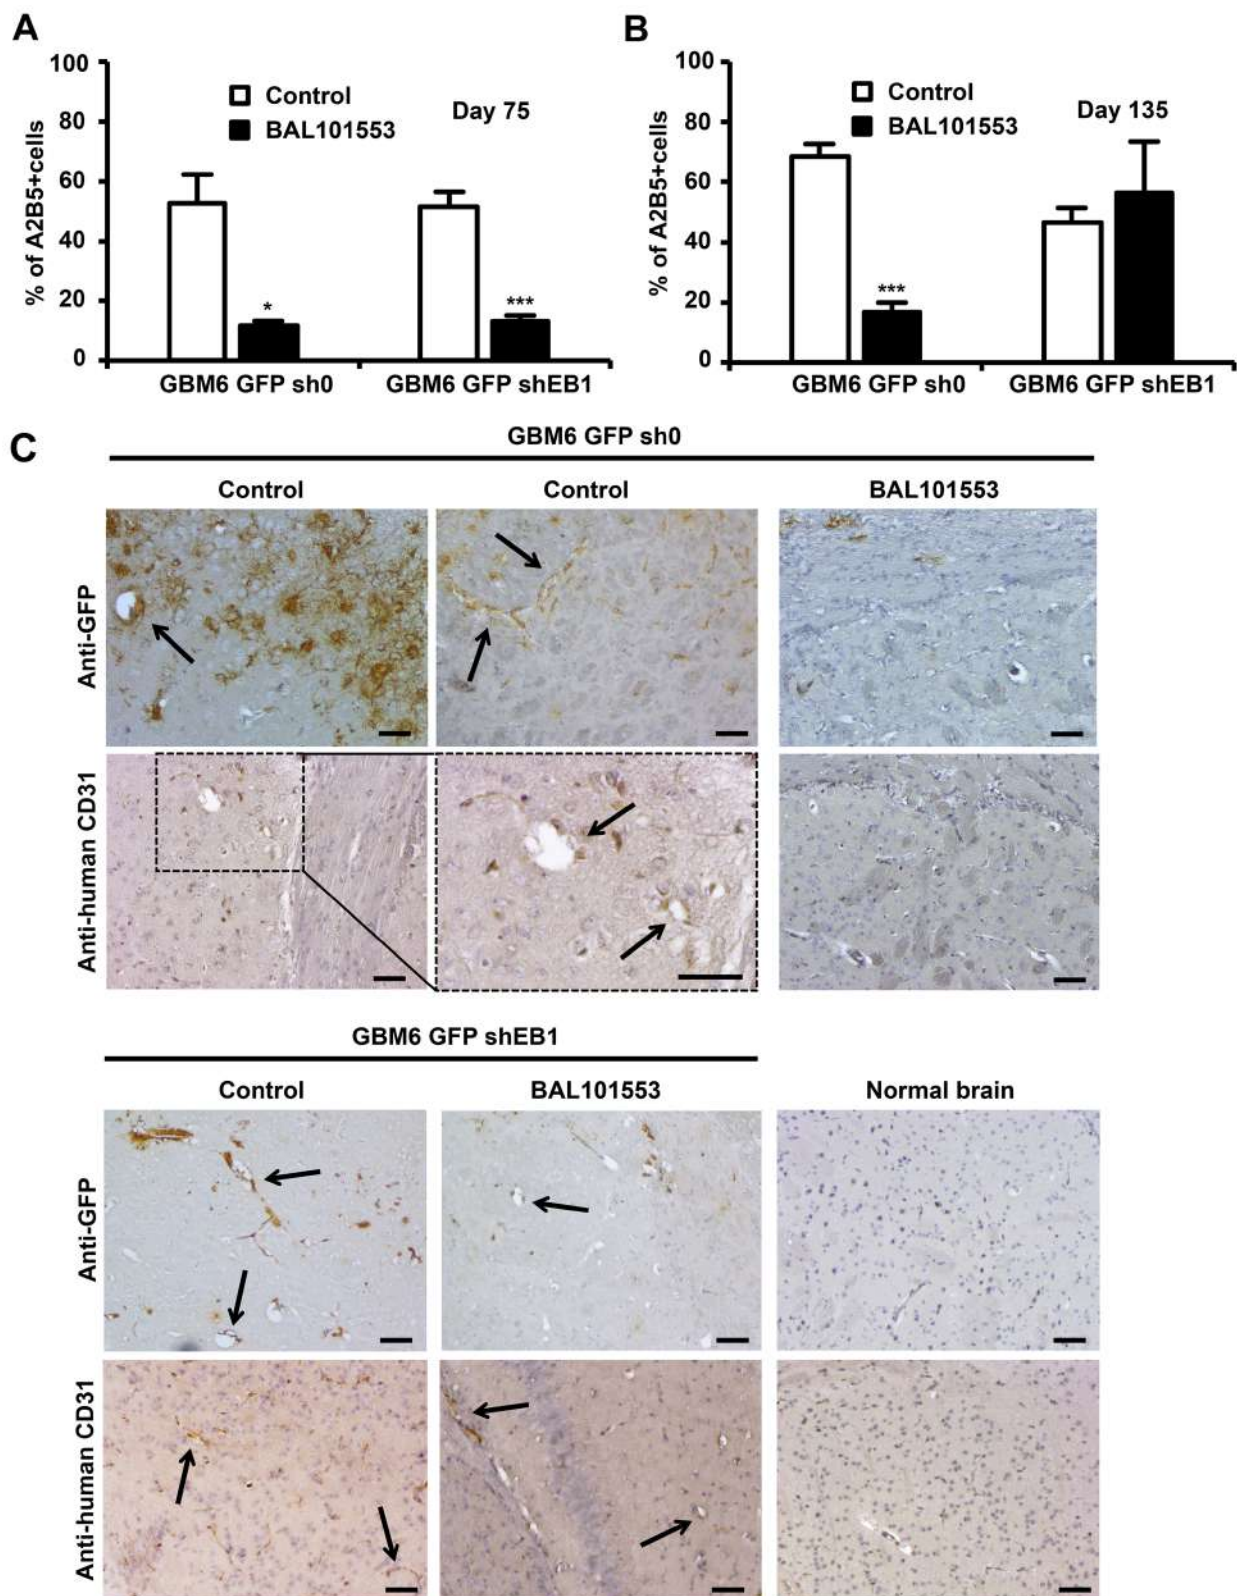 A
100
80
60
40
20
0
% of A2B5+cells
Control
BAL101553
Day 75
*
***
GBM6 GFP sh0
GBM6 GFP shEB1
B
100
80
60
40
20
0
% of A2B5+cells
Control
BAL101553
Day 135
***
GBM6 GFP sh0
GBM6 GFP shEB1
C
GBM6 GFP sh0
Control
Control
BAL101553
Anti-GFP
Anti-human CD31
GBM6 GFP shEB1
Control
BAL101553
Normal brain
Anti-GFP
Anti-human CD31